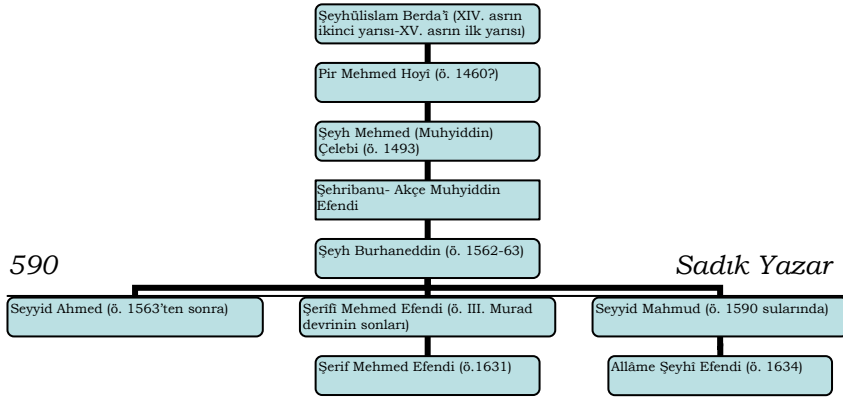 Şeyhülislam Berda'î (XIV. asrın
ikinci yarısı-XV. asrın ilk yarısı)
Pir Mehmed Hoyî (ö. 1460?)
Şeyh Mehmed (Muhyiddin)
Çelebi (ö. 1493)
Şehribanu- Akçe Muhyiddin
Efendi
Şeyh Burhaneddin (ö. 1562-63)
590
Sadık Yazar
Seyyid Ahmed (ö. 1563'ten sonra)
Şerîfî Mehmed Efendi (ö. III. Murad
devrinin sonları)
Seyyid Mahmud (ö. 1590 sularında)
Şerif Mehmed Efendi (ö.1631)
Allâme Şeyhî Efendi (ö. 1634)